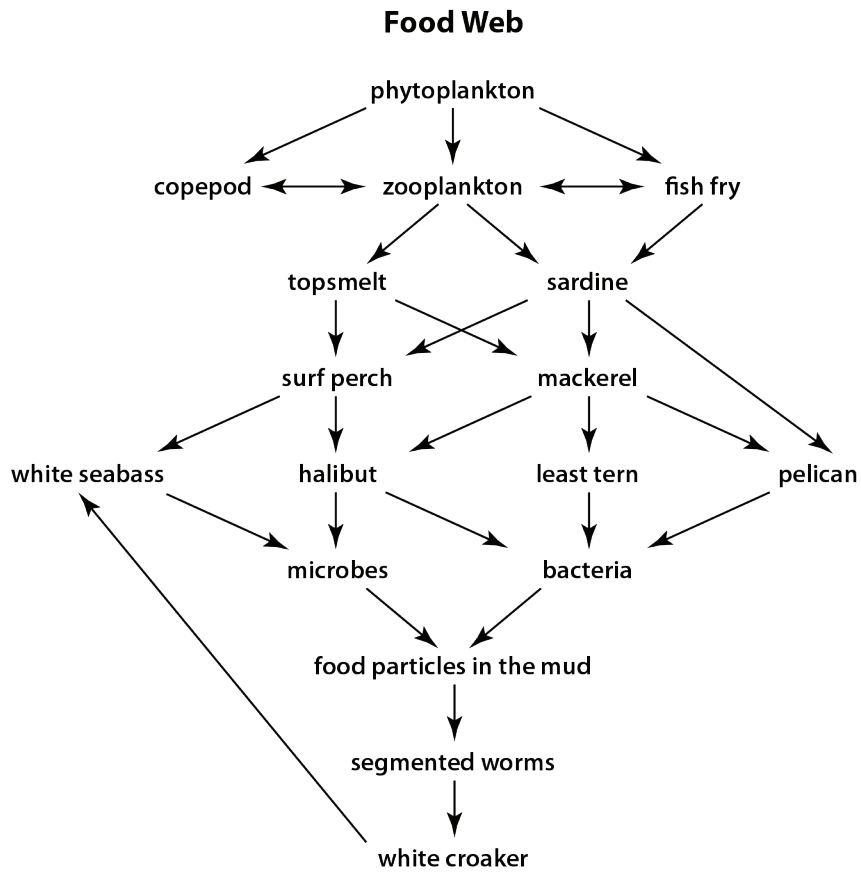 Food Web
phytoplankton
copepod
zooplankton
fish fry
topsmelt
sardine
surf perch
mackerel
white seabass
halibut
least tern
pelican
microbes
bacteria
food particles in the mud
segmented worms
white croaker